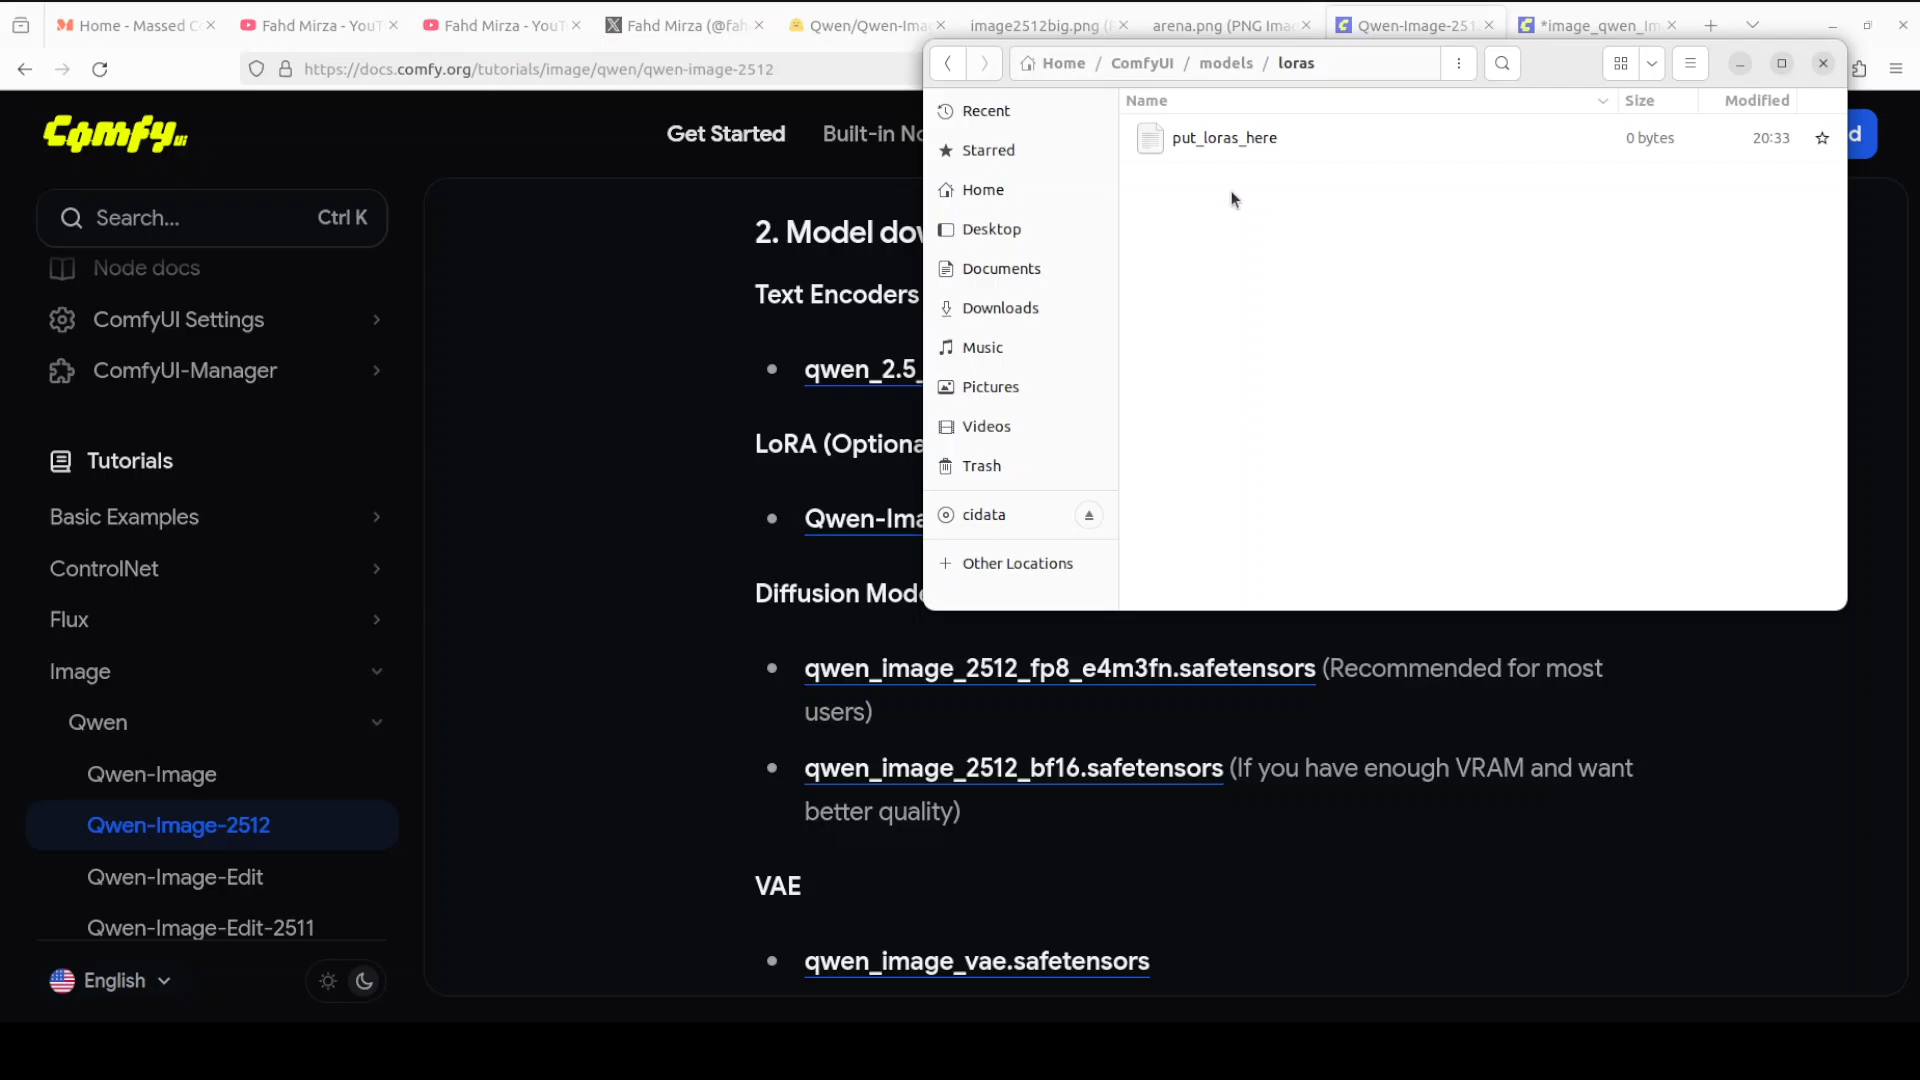 Home - Massed C
Fahd Mirza - YouT
Fahd Mirza - YouT
Fahd Mirza (@fah
Qwen/Qwen-Ima
image2512big.png (P
arena.png (PNG Imag
Qwen-Image-251
*image_qwen_Im
https://docs.comfy.org/tutorials/image/qwen/qwen-image-2512
Home / ComfyUI / models / loras
Name
Size
Modified
put_loras_here
0 bytes
20:33
Recent
Starred
Home
Desktop
Documents
Downloads
Music
Pictures
Videos
Trash
cidata
Other Locations
Comfy UI
Get Started
Built-in No
d
Search...
Ctrl K
Node docs
ComfyUI Settings
ComfyUI-Manager
Tutorials
Basic Examples
ControlNet
Flux
Image
Qwen
Qwen-Image
Qwen-Image-2512
Qwen-Image-Edit
Qwen-Image-Edit-2511
English
2. Model dow
Text Encoders
qwen_2.5_
LoRA (Optiona
Qwen-Ima
Diffusion Mode
qwen_image_2512_fp8_e4m3fn.safetensors (Recommended for most
users)
qwen_image_2512_bf16.safetensors (If you have enough VRAM and want
better quality)
VAE
qwen_image_vae.safetensors